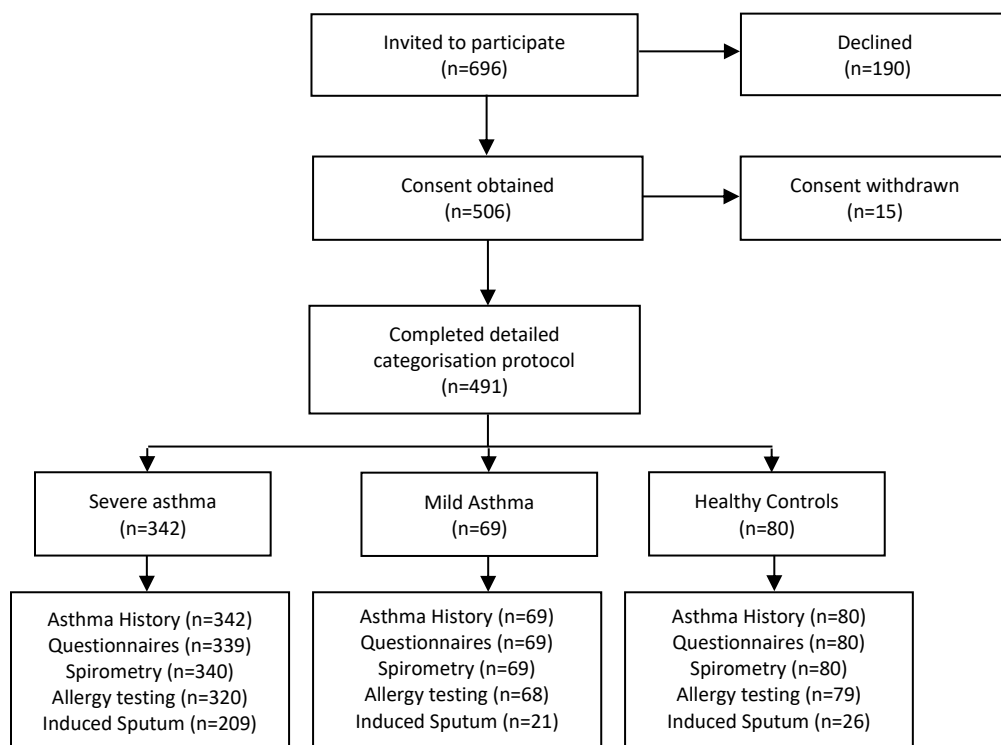 Invited to participate
(n=696)
Declined
(n=190)
Consent obtained
(n=506)
Consent withdrawn
(n=15)
Completed detailed
categorisation protocol
(n=491)
Severe asthma
(n=342)
Mild Asthma
(n=69)
Healthy Controls
(n=80)
Asthma History (n=342)
Questionnaires (n=339)
Spirometry (n=340)
Allergy testing (n=320)
Induced Sputum (n=209)
Asthma History (n=69)
Questionnaires (n=69)
Spirometry (n=69)
Allergy testing (n=68)
Induced Sputum (n=21)
Asthma History (n=80)
Questionnaires (n=80)
Spirometry (n=80)
Allergy testing (n=79)
Induced Sputum (n=26)